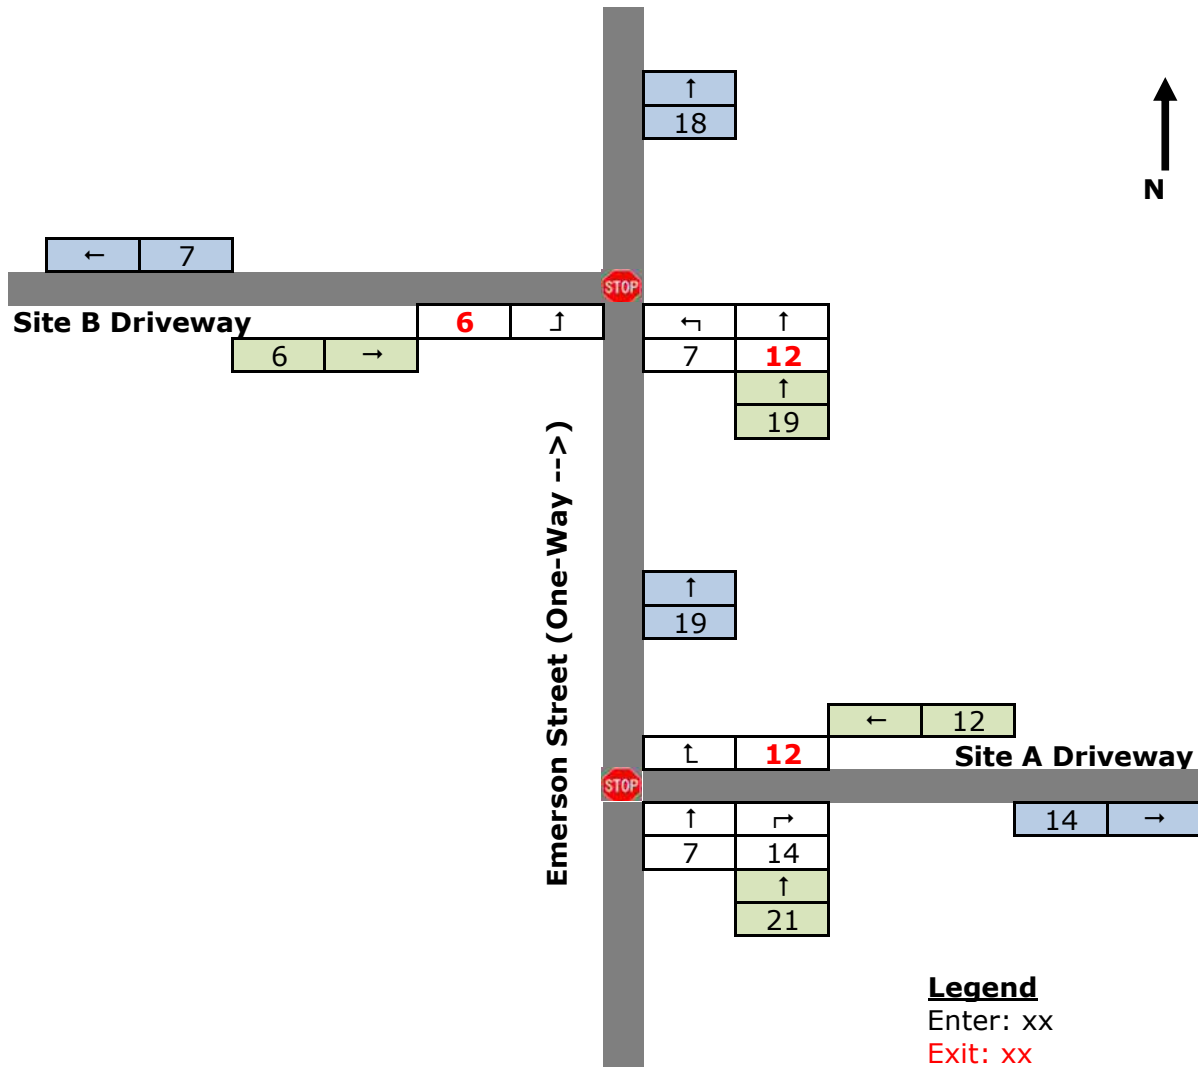 ↑
18
N
← 7
STOP
Site B Driveway
6 ⮥ ↰ ↑
6 → 7 12
↑
19
Emerson Street (One-Way -->)
↑
19
← 12
↑ 12
Site A Driveway
STOP
↑ ↱ 14 →
7 14
↑
21
Legend
Enter: xx
Exit: xx